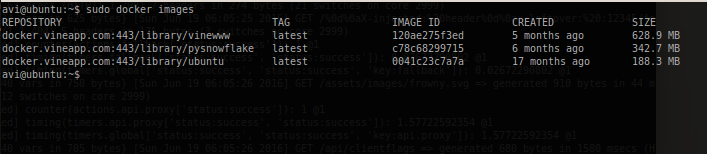 avi@ubuntu:~$ sudo docker images
REPOSITORY TAG IMAGE ID CREATED SIZE
docker.vineapp.com:443/library/vinewww latest 120ae275f3ed 5 months ago 628.9 MB
docker.vineapp.com:443/library/pysnowflake latest c78c68299715 6 months ago 342.7 MB
docker.vineapp.com:443/library/ubuntu latest 0041c23c7a7a 17 months ago 188.3 MB
avi@ubuntu:~$